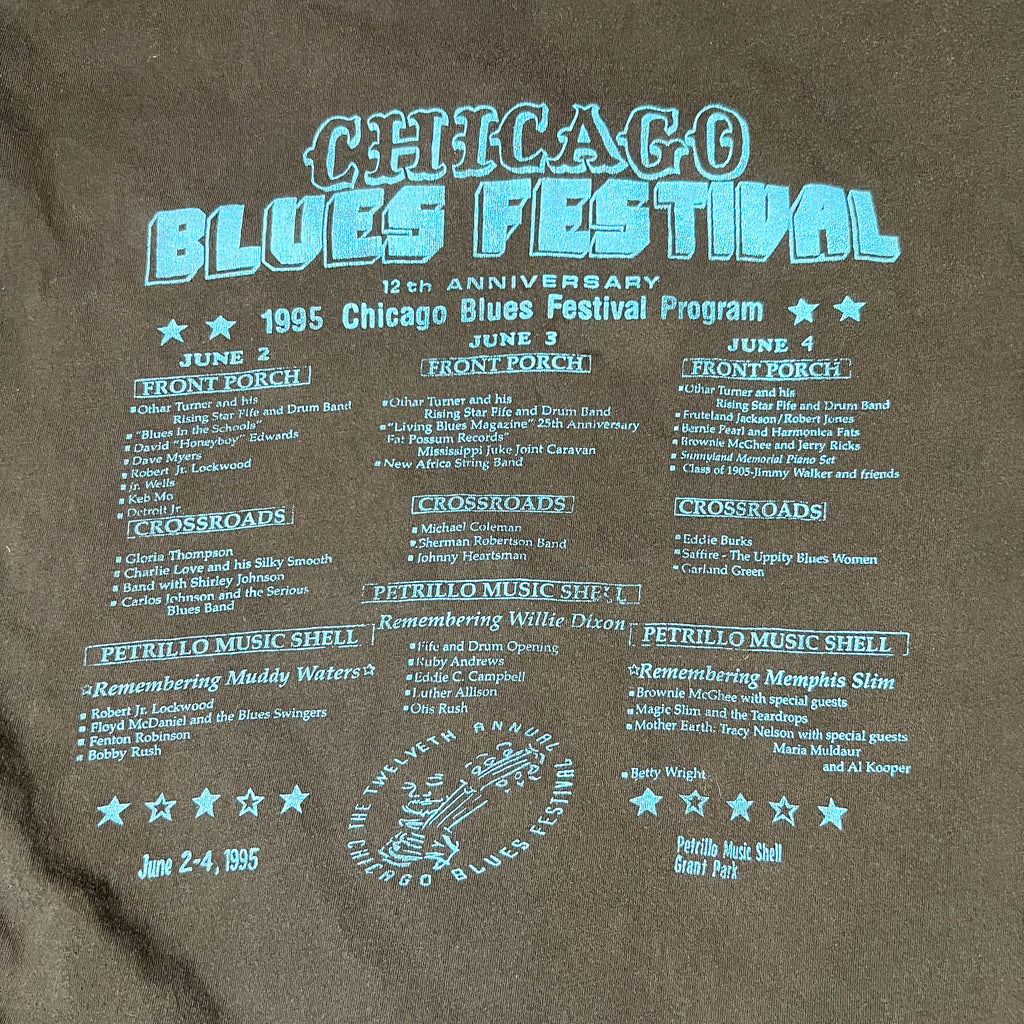 CHICAGO
BLUES FESTIVAL
12th ANNIVERSARY
1995 Chicago Blues Festival Program
JUNE 2
FRONT PORCH
Othar Turner and his
Rising Star Fife and Drum Band
"Blues in the Schools"
David "Honeyboy" Edwards
Dave Myers
Robert Jr. Lockwood
Jr. Wells
Keb Mo
Detroit Jr.
CROSSROADS
Gloria Thompson
Charlie Love and his Silky Smooth
Band with Shirley Johnson
Carlos Johnson and the Serious
Blues Band
PETRILLO MUSIC SHELL
☆Remembering Muddy Waters☆
Robert Jr. Lockwood
Floyd McDaniel and the Blues Swingers
Fenton Robinson
Bobby Rush
June 2-4, 1995
JUNE 3
FRONT PORCH
Othar Turner and his
Rising Star Fife and Drum Band
"Living Blues Magazine" 25th Anniversary
Fat Possum Records"
Mississippi Juke Joint Caravan
New Africa String Band
CROSSROADS
Michael Coleman
Sherman Robertson Band
Johnny Heartsman
PETRILLO MUSIC SHELL
Remembering Willie Dixon
Fife and Drum Opening
Ruby Andrews
Eddie C. Campbell
Luther Allison
Otis Rush
THE TWELVETH ANNUAL
CHICAGO BLUES FESTIVAL
JUNE 4
FRONT PORCH
Othar Turner and his
Rising Star Fife and Drum Band
Fruteland Jackson/Robert Jones
Bernie Pearl and Harmonica Fats
Brownie McGhee and Jerry Ricks
Sunnyland Memorial Piano Set
Class of 1905-Jimmy Walker and friends
CROSSROADS
Eddie Burks
Saffire - The Uppity Blues Women
Garland Green
PETRILLO MUSIC SHELL
☆Remembering Memphis Slim
Brownie McGhee with special guests
Magic Slim and the Teardrops
Mother Earth: Tracy Nelson with special guests
Maria Muldaur
and Al Kooper
Betty Wright
Petrillo Music Shell
Grant Park